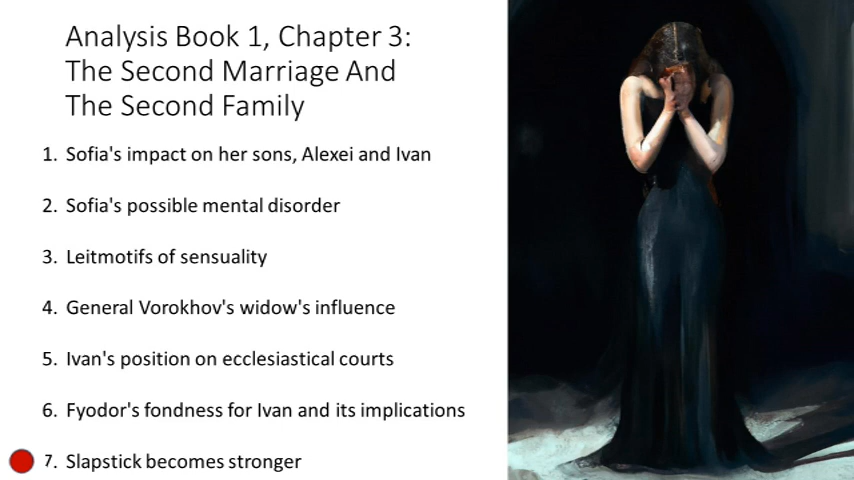 Analysis Book 1, Chapter 3:
The Second Marriage And
The Second Family
1. Sofia's impact on her sons, Alexei and Ivan
2. Sofia's possible mental disorder
3. Leitmotifs of sensuality
4. General Vorokhov's widow's influence
5. Ivan's position on ecclesiastical courts
6. Fyodor's fondness for Ivan and its implications
7. Slapstick becomes stronger